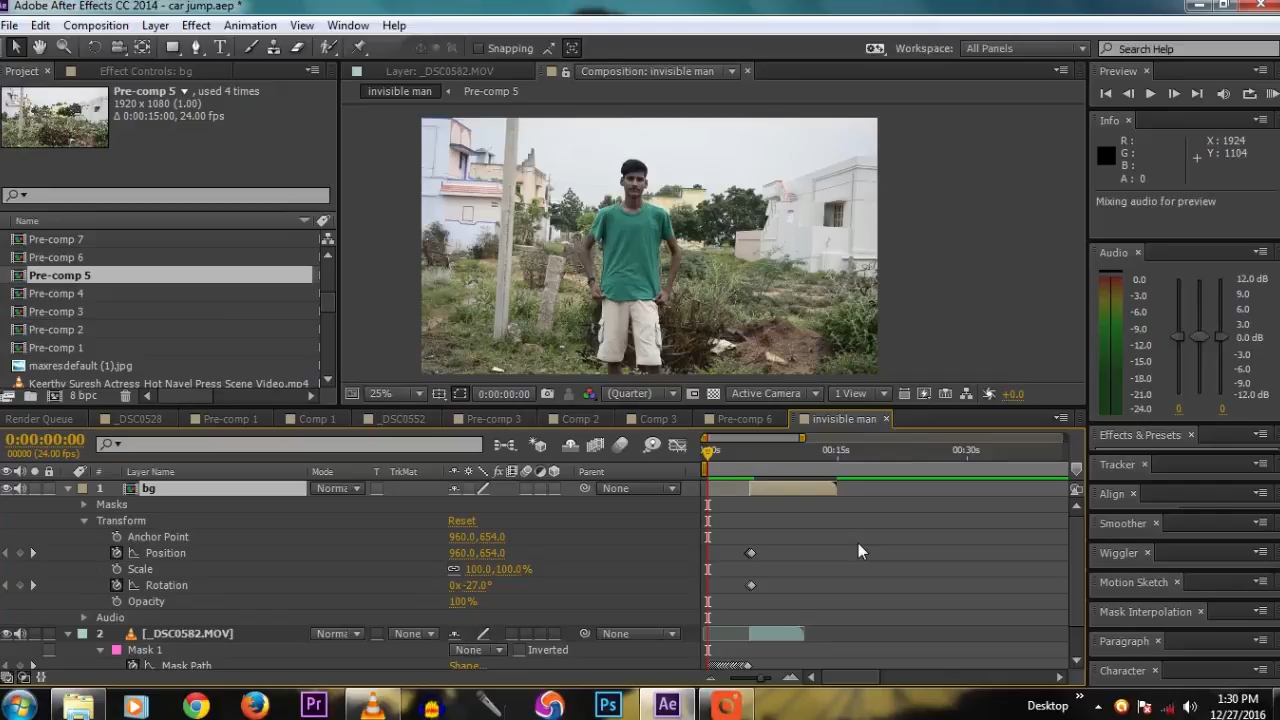 Adobe After Effects CC 2014 - car jump.aep *
File Edit Composition Layer Effect Animation View Window Help
Snapping
Workspace: All Panels
Search Help
Project × Effect Controls: bg
Layer: _DSC0582.MOV
Composition: invisible man
Preview ×
Pre-comp 5 ▼, used 4 times
1920 x 1080 (1.00)
Δ 0:00:15:00, 24.00 fps
invisible man
Pre-comp 5
Info ×
R:
G:
B:
A: 0
X: 1924
Y: 1104
Mixing audio for preview
Name
Pre-comp 7
Pre-comp 6
Pre-comp 5
Pre-comp 4
Pre-comp 3
Pre-comp 2
Pre-comp 1
maxresdefault (1).jpg
Keerthy Suresh Actress Hot Navel Press Scene Video.mp4
8 bpc
Audio ×
0.0
-3.0
-6.0
-9.0
-12.0
-15.0
-18.0
-21.0
-24.0
12.0 dB
9.0
6.0
3.0
0.0 dB
-3.0
-6.0
-9.0
-12.0 dB
0 0
25%
0:00:00:00
(Quarter)
Active Camera
1 View
+0.0
Render Queue
_DSC0528
Pre-comp 1
Comp 1
_DSC0552
Pre-comp 3
Comp 2
Comp 3
Pre-comp 6
invisible man ×
0:00:00:00
00000 (24.00 fps)
00:15s
00:30s
# Layer Name Mode T TrkMat Parent
1 bg Norma None
Masks
Transform Reset
Anchor Point 960.0,654.0
Position 960.0,654.0
Scale 100.0,100.0%
Rotation 0x-27.0°
Opacity 100%
Audio
2 [_DSC0582.MOV] Norma None None
Mask 1 None Inverted
Mask Path Shape...
Effects & Presets
Tracker
Align
Smoother
Wiggler
Motion Sketch
Mask Interpolation
Paragraph
Character
Pr
Ps
Ae
Desktop
1:30 PM
12/27/2016